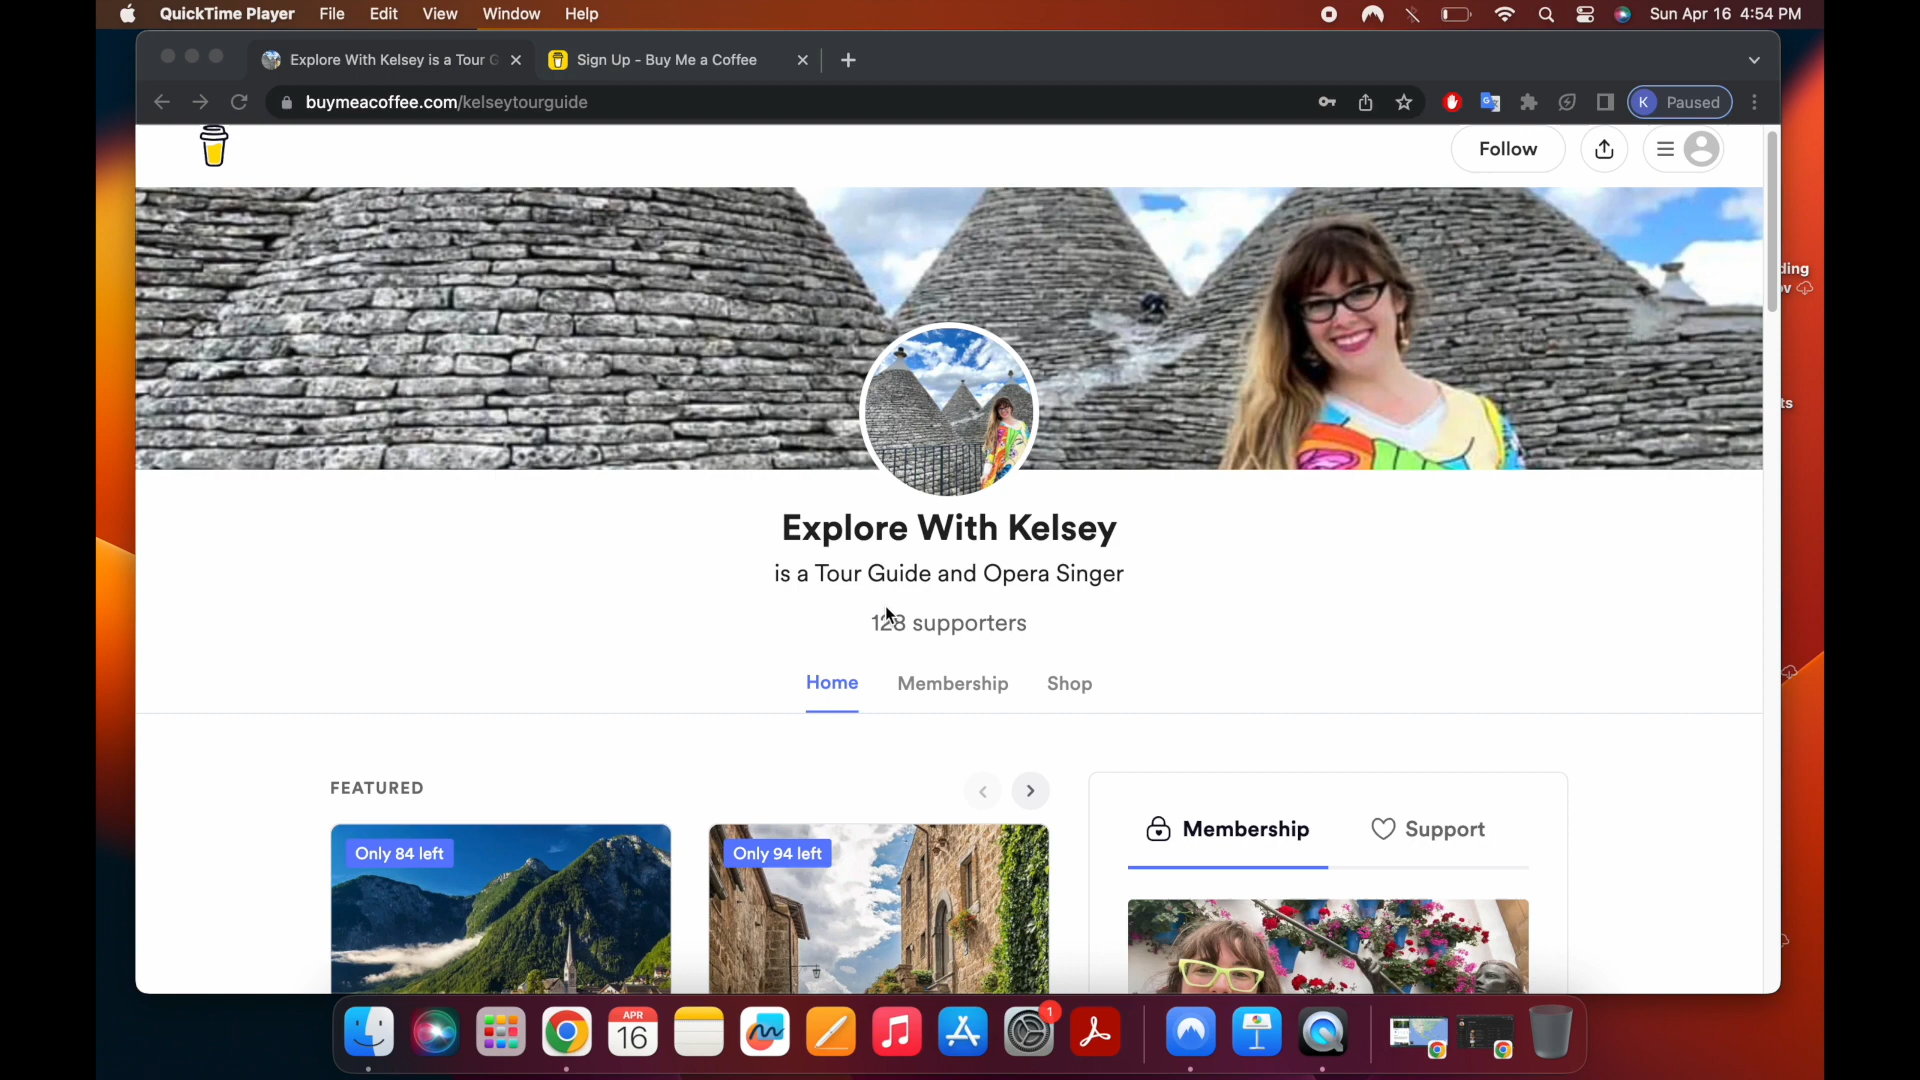 QuickTime Player File Edit View Window Help
Sun Apr 16 4:54 PM
Explore With Kelsey is a Tour G
Sign Up - Buy Me a Coffee
buymeacoffee.com/kelseytourguide
K Paused
Follow
Explore With Kelsey
is a Tour Guide and Opera Singer
128 supporters
Home Membership Shop
FEATURED
Only 84 left
Only 94 left
Membership Support
APR
16
1